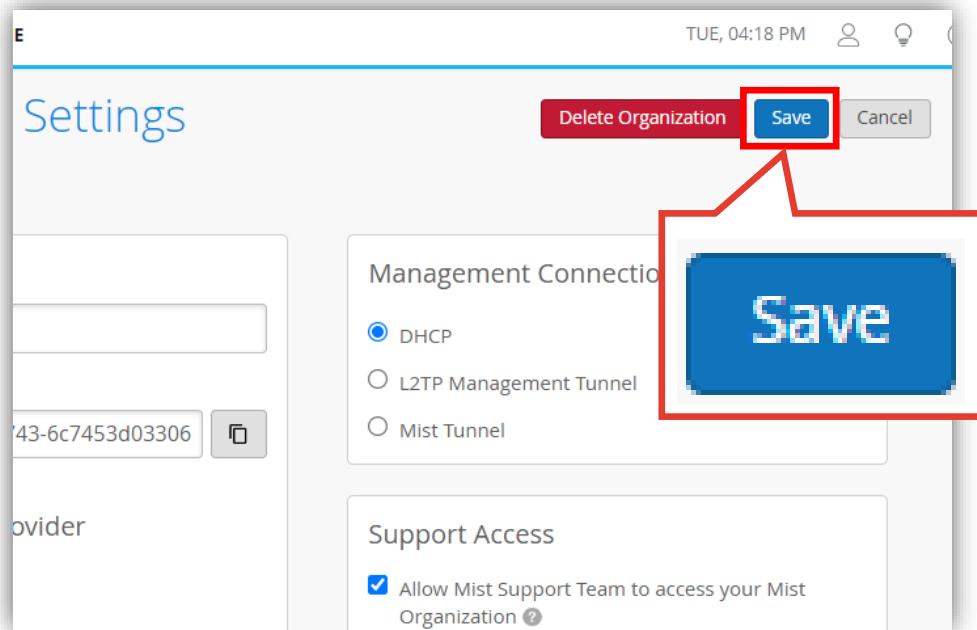 E
TUE, 04:18 PM
Settings
Delete Organization
Save
Cancel
Management Connectio
Save
DHCP
L2TP Management Tunnel
Mist Tunnel
743-6c7453d03306
ovider
Support Access
Allow Mist Support Team to access your Mist
Organization ?